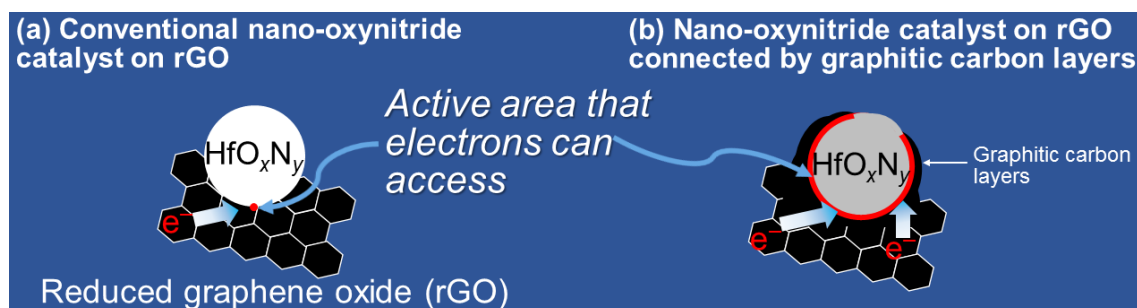 (a) Conventional nano-oxynitride
catalyst on rGO
(b) Nano-oxynitride catalyst on rGO
connected by graphitic carbon layers
Active area that
electrons can
access
HfOxNy
HfOxNy
Graphitic carbon
layers
e−
e−
e−
Reduced graphene oxide (rGO)